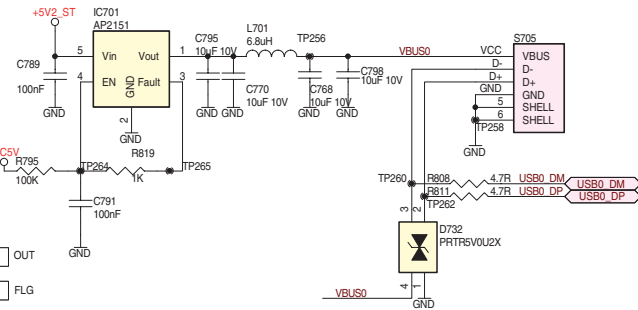 +5V2_ST
IC701
AP2151
5 Vin Vout 1
4 EN Fault 3
GND
2
GND
C789
100nF
GND
C795
10uF 10V
GND
C770
10uF 10V
GND
L701
6.8uH
TP256
C768
10uF 10V
GND
C798
10uF 10V
GND
VBUS0
S705
VCC VBUS
D- D-
D+ D+
GND GND
5 SHELL
6 SHELL
TP258
GND
C5V
R795
100K
TP264
R819
1K
TP265
C791
100nF
GND
OUT
FLG
TP260
R808 4.7R USB0_DM USB0_DM
R811 4.7R USB0_DP USB0_DP
TP262
3 2
D732
PRTR5V0U2X
4 1
VBUS0
GND